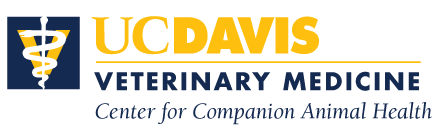 UCDAVIS
VETERINARY MEDICINE
Center for Companion Animal Health